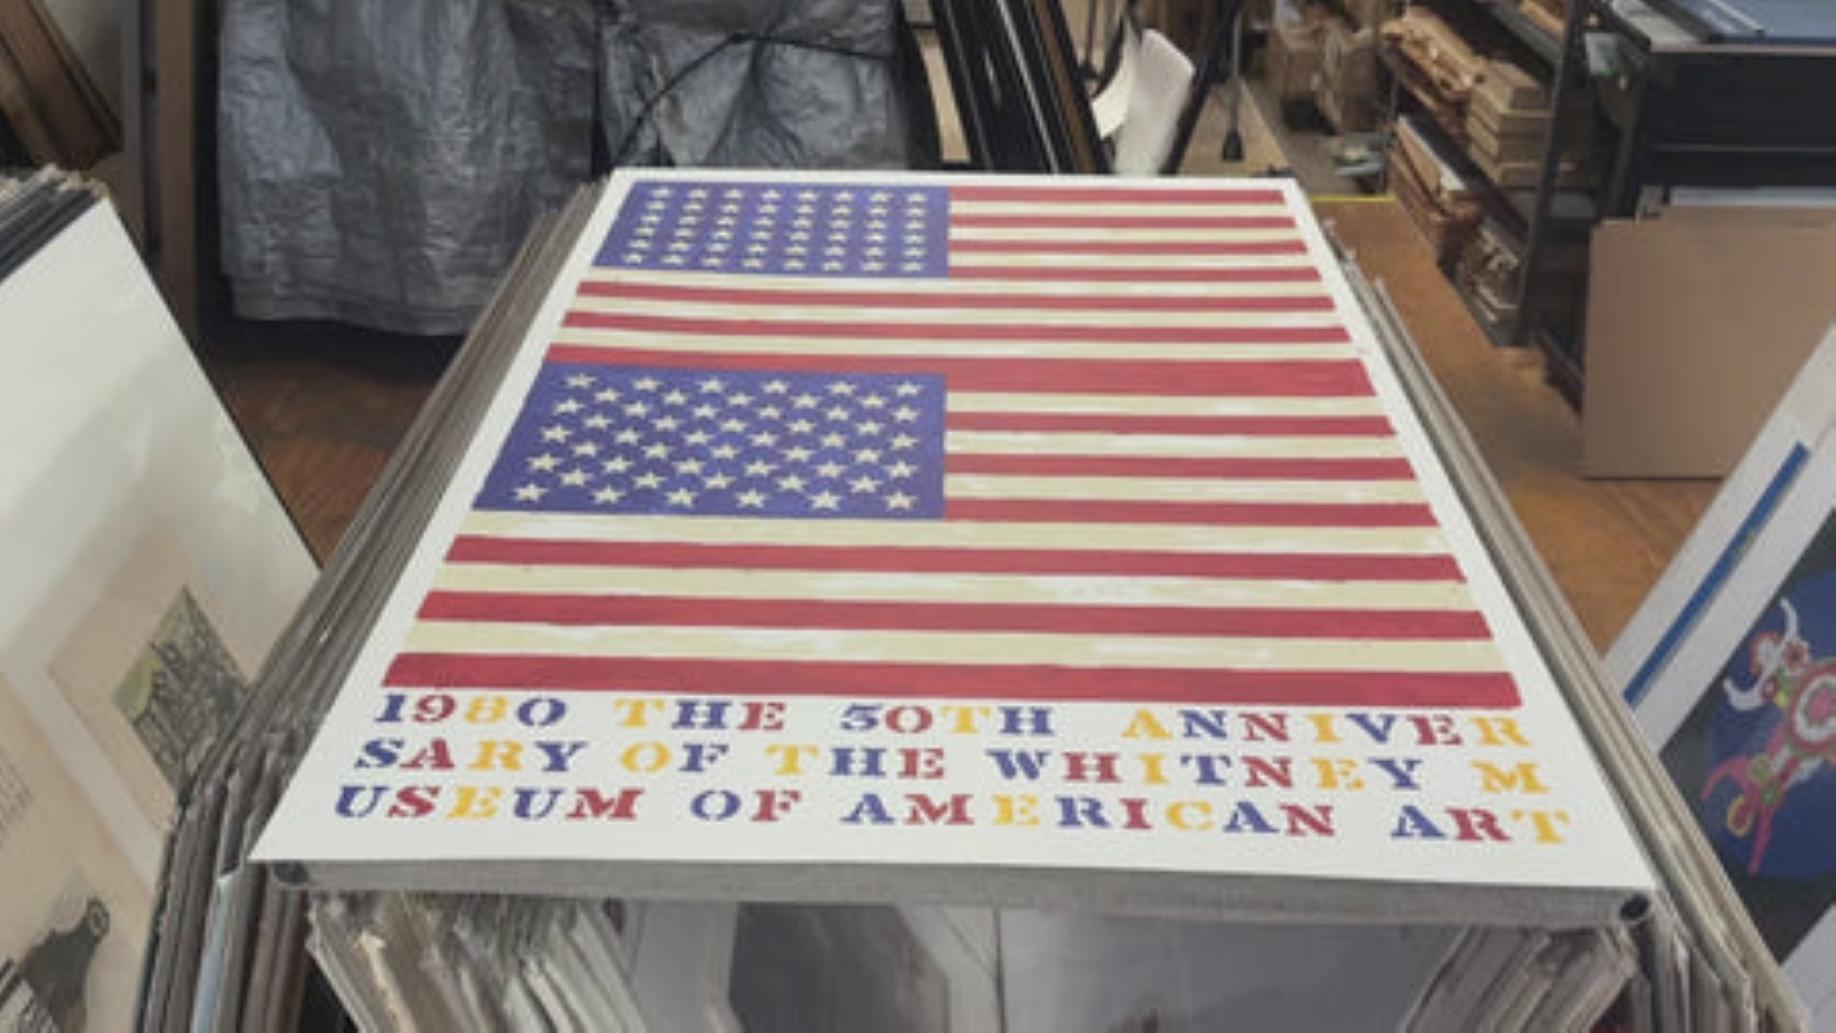 1980 THE 50TH ANNIVER
SARY OF THE WHITNEY M
USEUM OF AMERICAN ART